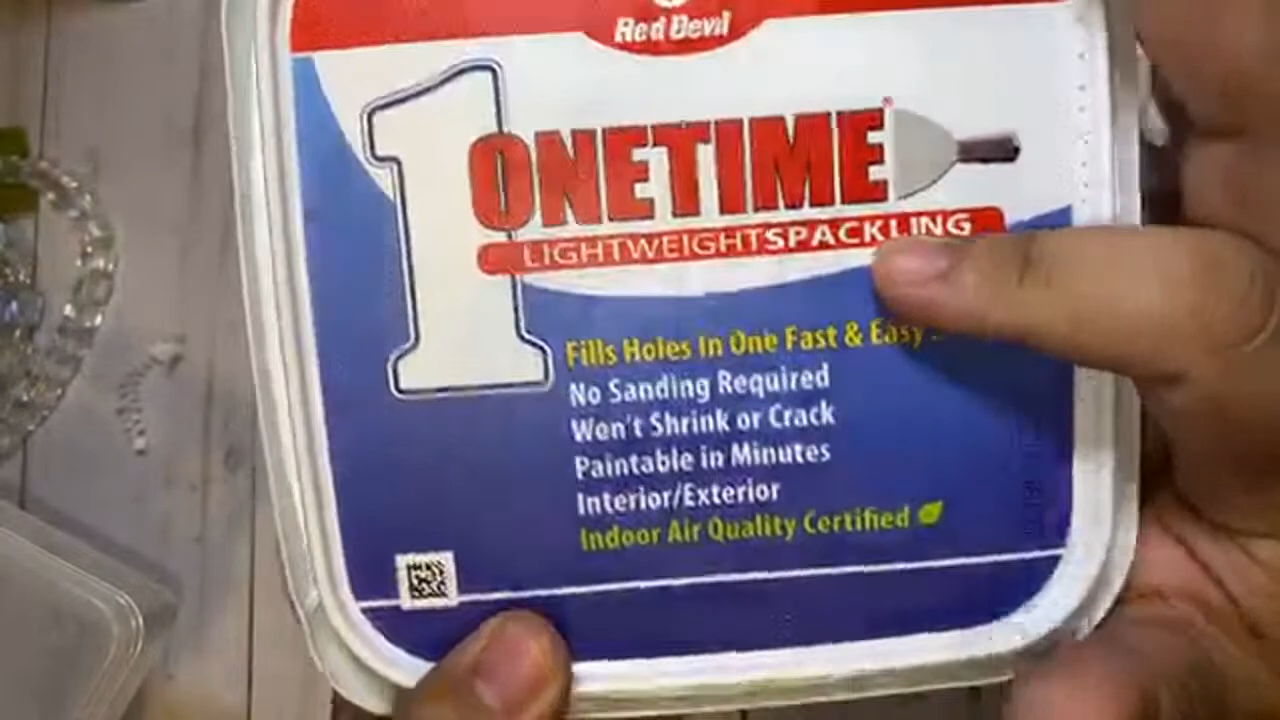 Red Devil
1
ONETIME®
LIGHTWEIGHTSPACKLING
Fills Holes In One Fast & Easy
No Sanding Required
Won't Shrink or Crack
Paintable in Minutes
Interior/Exterior
Indoor Air Quality Certified